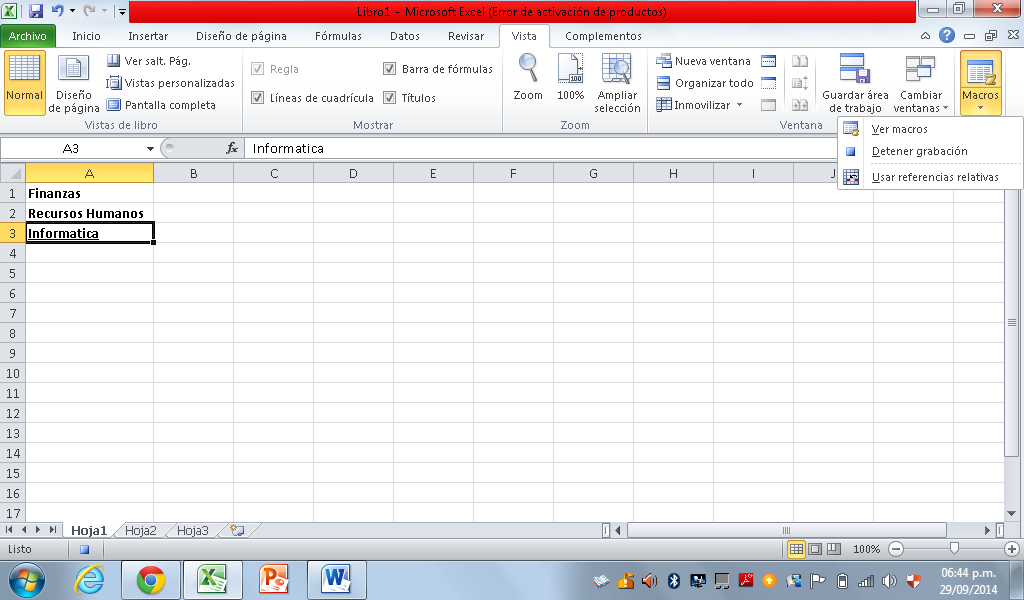 Libro1 - Microsoft Excel (Error de activación de productos)
Archivo Inicio Insertar Diseño de página Fórmulas Datos Revisar Vista Complementos
Normal
Diseño de página
Ver salt. Pág.
Vistas personalizadas
Pantalla completa
Vistas de libro
Regla
Barra de fórmulas
Líneas de cuadrícula
Títulos
Mostrar
Zoom
100%
Ampliar selección
Zoom
Nueva ventana
Organizar todo
Inmovilizar
Guardar área de trabajo
Cambiar ventanas
Ventana
Macros
Ver macros
Detener grabación
Usar referencias relativas
A3 fx Informatica
A B C D E F G H I J
1 Finanzas
2 Recursos Humanos
3 Informatica
4
5
6
7
8
9
10
11
12
13
14
15
16
17
Hoja1 Hoja2 Hoja3
Listo 100%
06:44 p.m.
29/09/2014